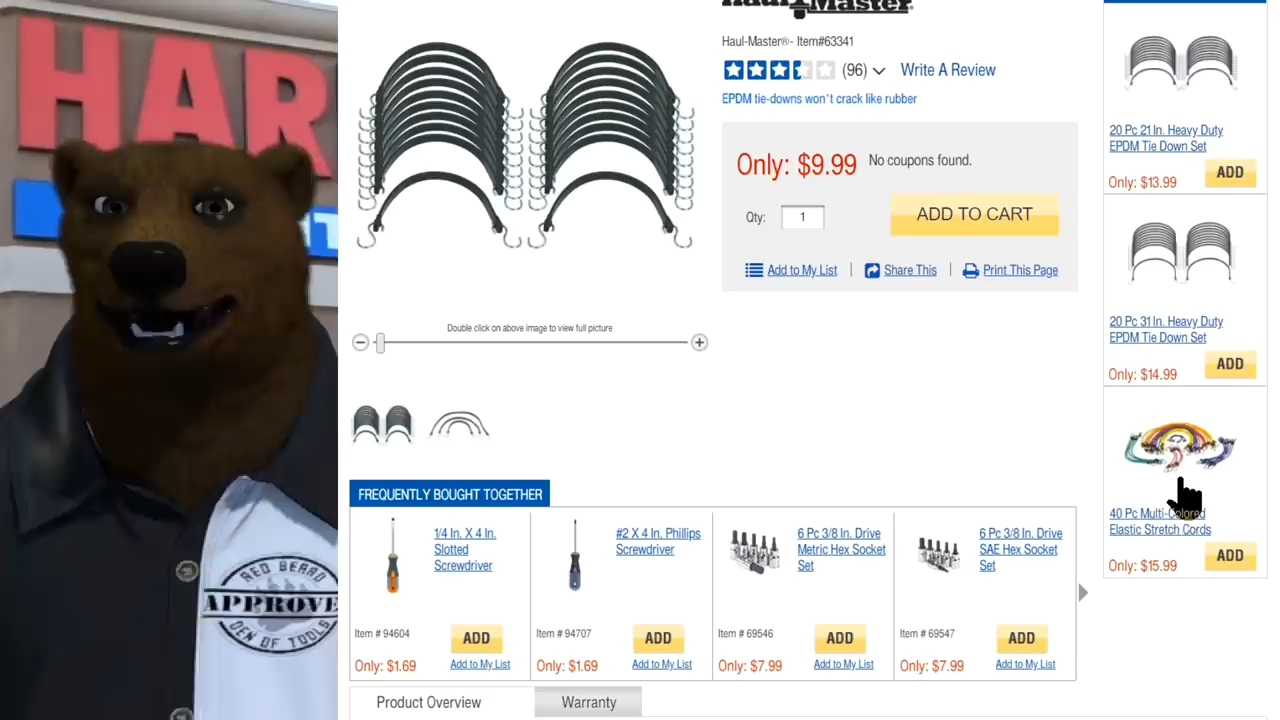 HAR
Haul Master®
Haul-Master®- Item#63341
(96)
Write A Review
EPDM tie-downs won't crack like rubber
Only: $9.99
No coupons found.
Qty:
1
ADD TO CART
Add to My List
Share This
Print This Page
Double click on above image to view full picture
FREQUENTLY BOUGHT TOGETHER
1/4 In. X 4 In.
Slotted
Screwdriver
Item # 94604
ADD
Only: $1.69
Add to My List
#2 X 4 In. Phillips
Screwdriver
Item # 94707
ADD
Only: $1.69
Add to My List
6 Pc 3/8 In. Drive
Metric Hex Socket
Set
Item # 69546
ADD
Only: $7.99
Add to My List
6 Pc 3/8 In. Drive
SAE Hex Socket
Set
Item # 69547
ADD
Only: $7.99
Add to My List
Product Overview
Warranty
20 Pc 21 In. Heavy Duty
EPDM Tie Down Set
ADD
Only: $13.99
20 Pc 31 In. Heavy Duty
EPDM Tie Down Set
ADD
Only: $14.99
40 Pc Multi-Colored
Elastic Stretch Cords
ADD
Only: $15.99
RED BEARD
APPROVE
DEN OF TOOLS